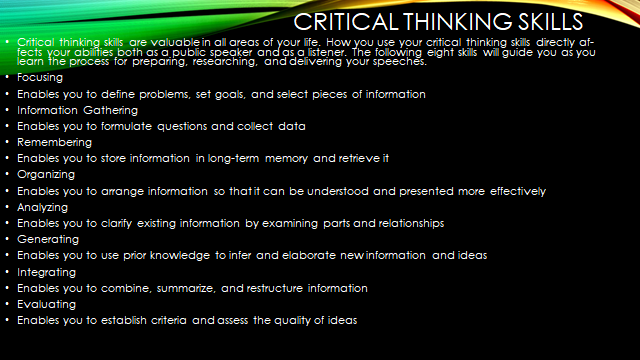 CRITICAL THINKING SKILLS
• Critical thinking skills are valuable in all areas of your life. How you use your critical thinking skills directly af-
fects your abilities both as a public speaker and as a listener. The following eight skills will guide you as you
learn the process for preparing, researching, and delivering your speeches.
• Focusing
• Enables you to define problems, set goals, and select pieces of information
• Information Gathering
• Enables you to formulate questions and collect data
• Remembering
• Enables you to store information in long-term memory and retrieve it
• Organizing
• Enables you to arrange information so that it can be understood and presented more effectively
• Analyzing
• Enables you to clarify existing information by examining parts and relationships
• Generating
• Enables you to use prior knowledge to infer and elaborate new information and ideas
• Integrating
• Enables you to combine, summarize, and restructure information
• Evaluating
• Enables you to establish criteria and assess the quality of ideas